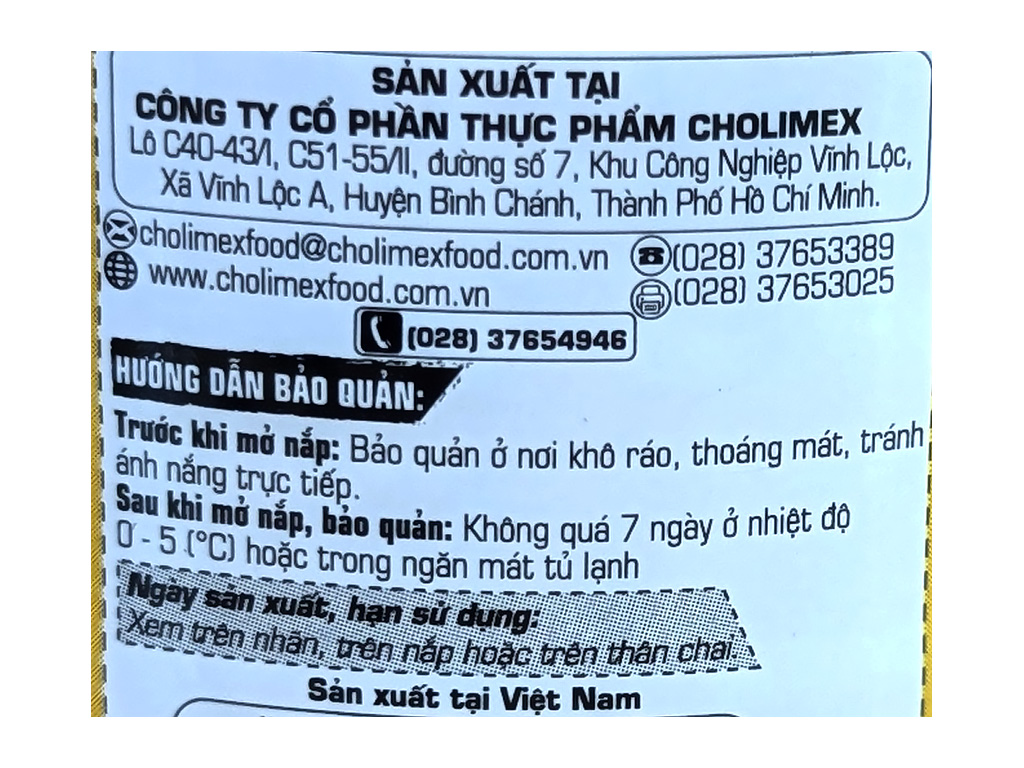 SẢN XUẤT TẠI
CÔNG TY CỔ PHẦN THỰC PHẨM CHOLIMEX
Lô C40-43/I, C51-55/II, đường số 7, Khu Công Nghiệp Vĩnh Lộc,
Xã Vĩnh Lộc A, Huyện Bình Chánh, Thành Phố Hồ Chí Minh.
cholimexfood@cholimexfood.com.vn (028) 37653389
www.cholimexfood.com.vn (028) 37653025
(028) 37654946
HƯỚNG DẪN BẢO QUẢN:
Trước khi mở nắp: Bảo quản ở nơi khô ráo, thoáng mát, tránh
ánh nắng trực tiếp.
Sau khi mở nắp, bảo quản: Không quá 7 ngày ở nhiệt độ
0 - 5 (°C) hoặc trong ngăn mát tủ lạnh
Ngày sản xuất, hạn sử dụng:
Xem trên nhãn, trên nắp hoặc trên thân chai.
Sản xuất tại Việt Nam